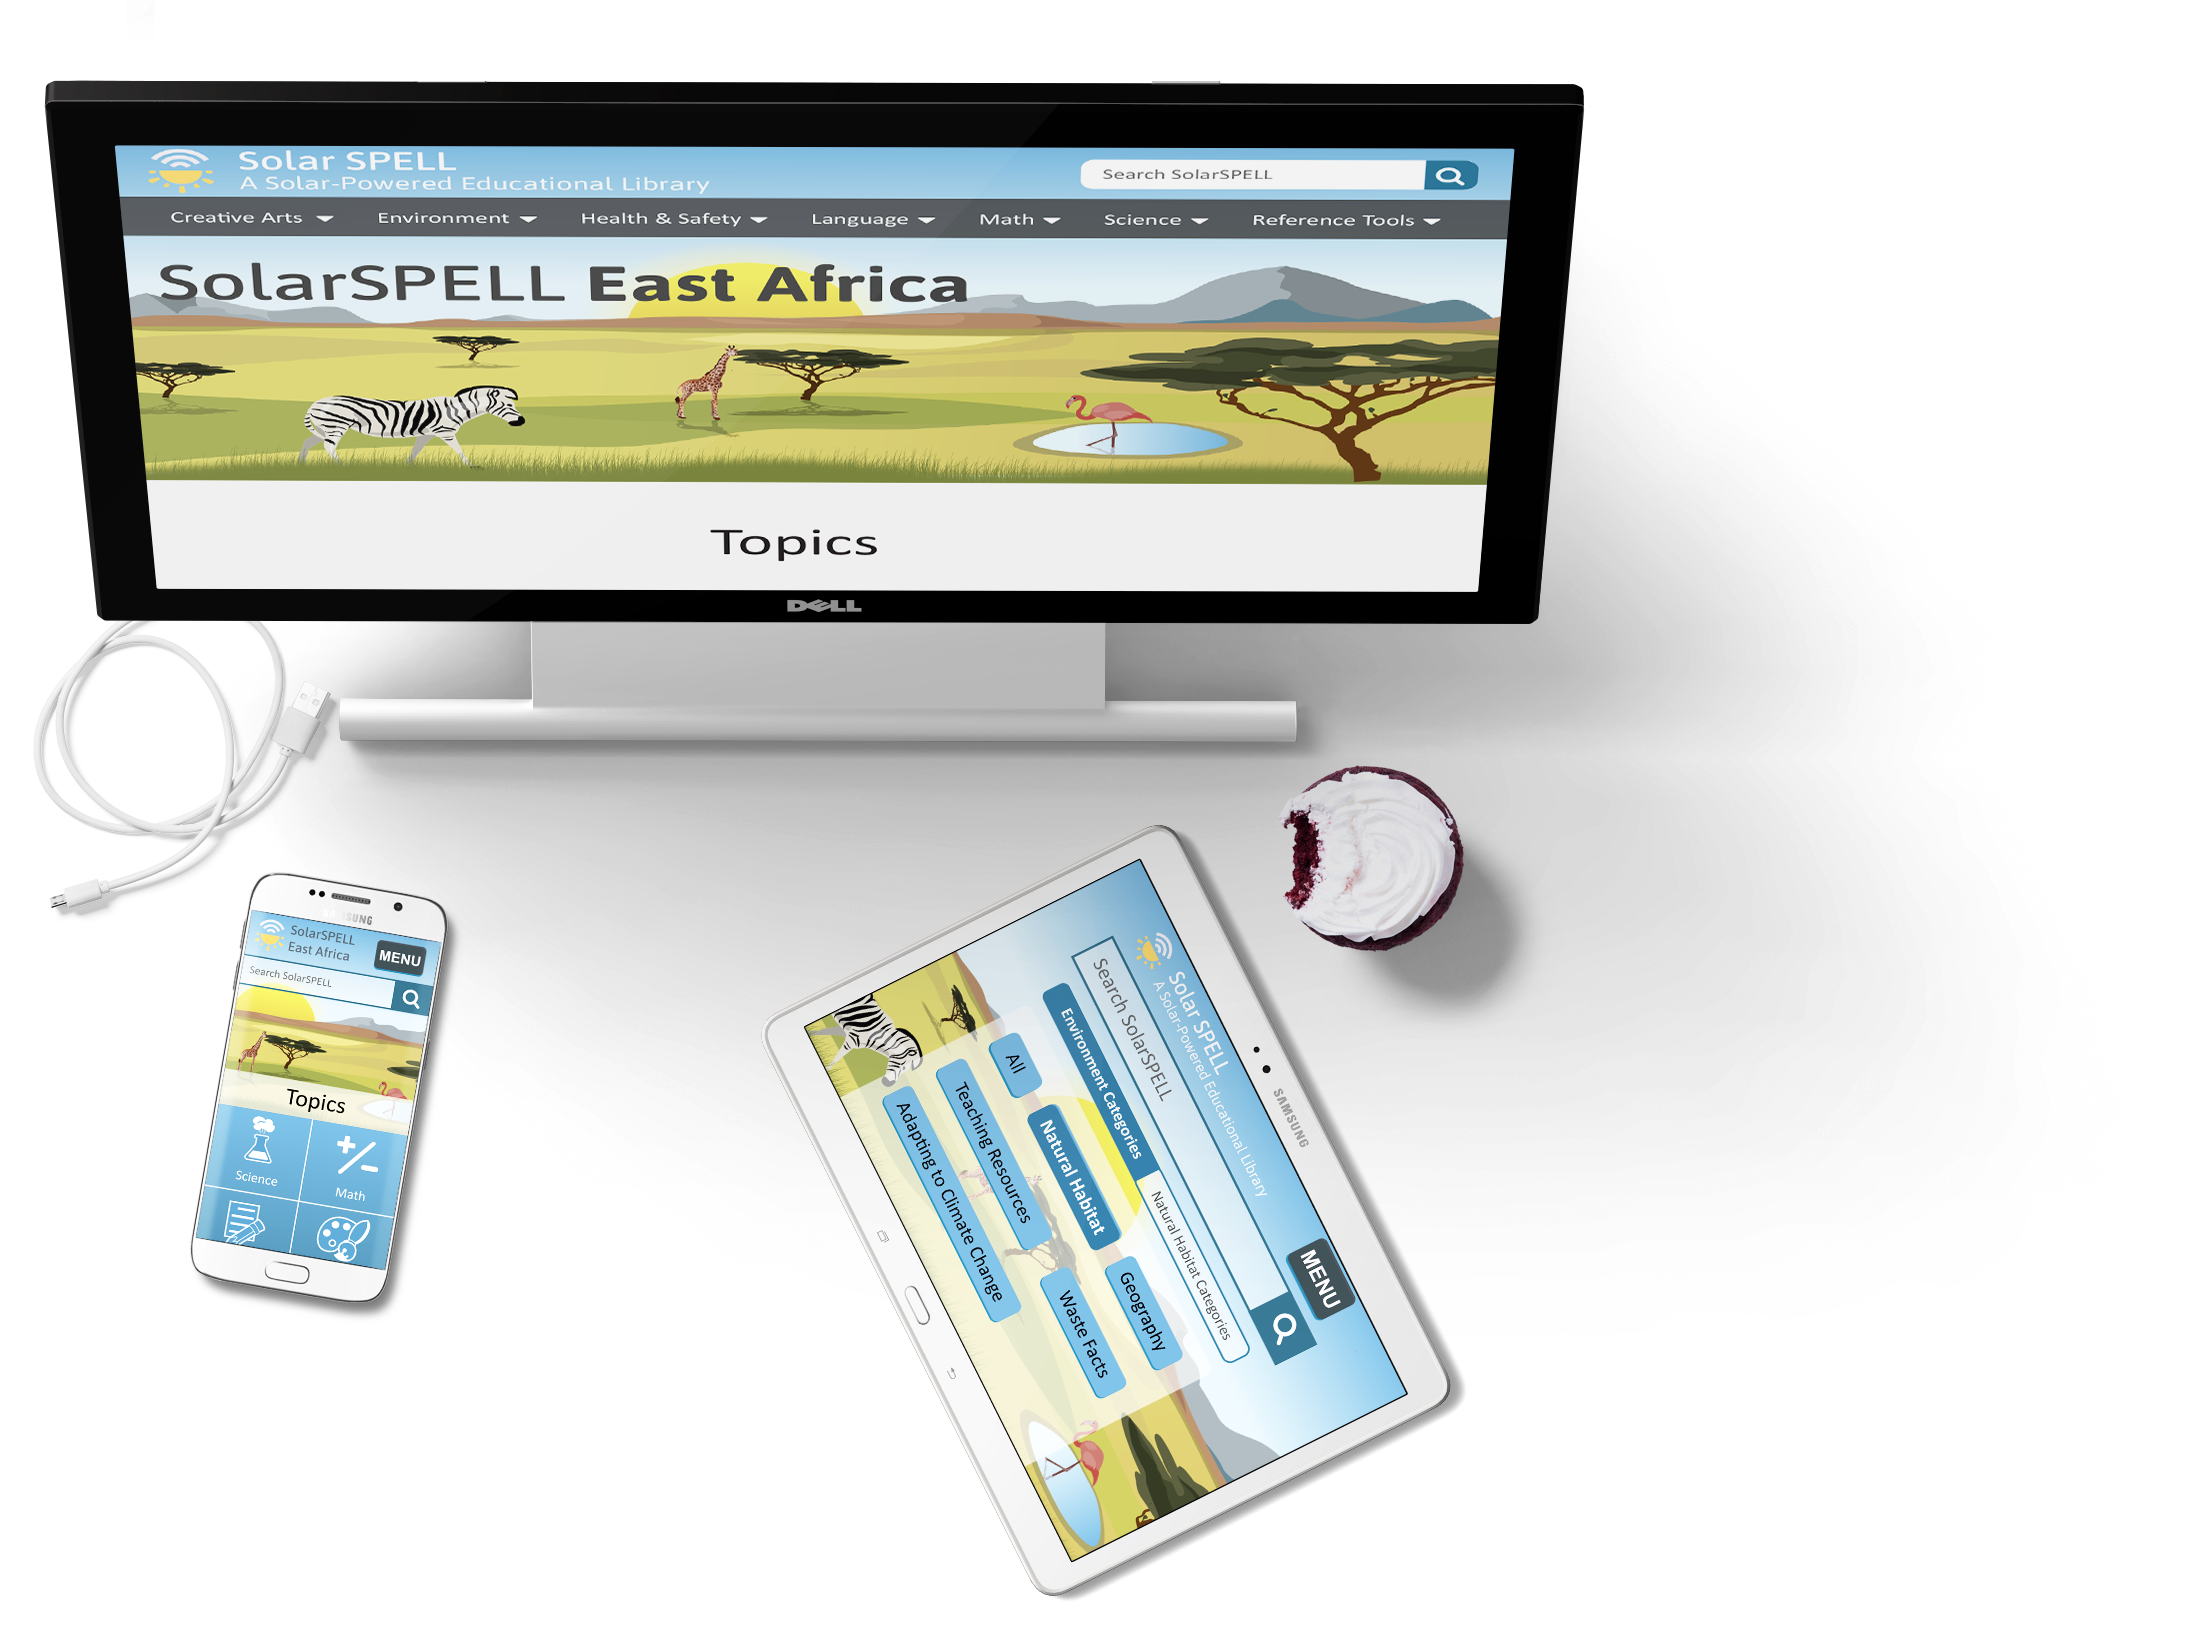 Solar SPELL
A Solar-Powered Educational Library
Search SolarSPELL
Creative Arts
Environment
Health & Safety
Language
Math
Science
Reference Tools
SolarSPELL East Africa
Topics
DELL
SAMSUNG
SolarSPELL
East Africa
MENU
Search SolarSPELL
Topics
Science
Math
SAMSUNG
Solar SPELL
A Solar-Powered Educational Library
MENU
Search SolarSPELL
Environment Categories
Natural Habitat Categories
All
Natural Habitat
Geography
Teaching Resources
Waste Facts
Adapting to Climate Change